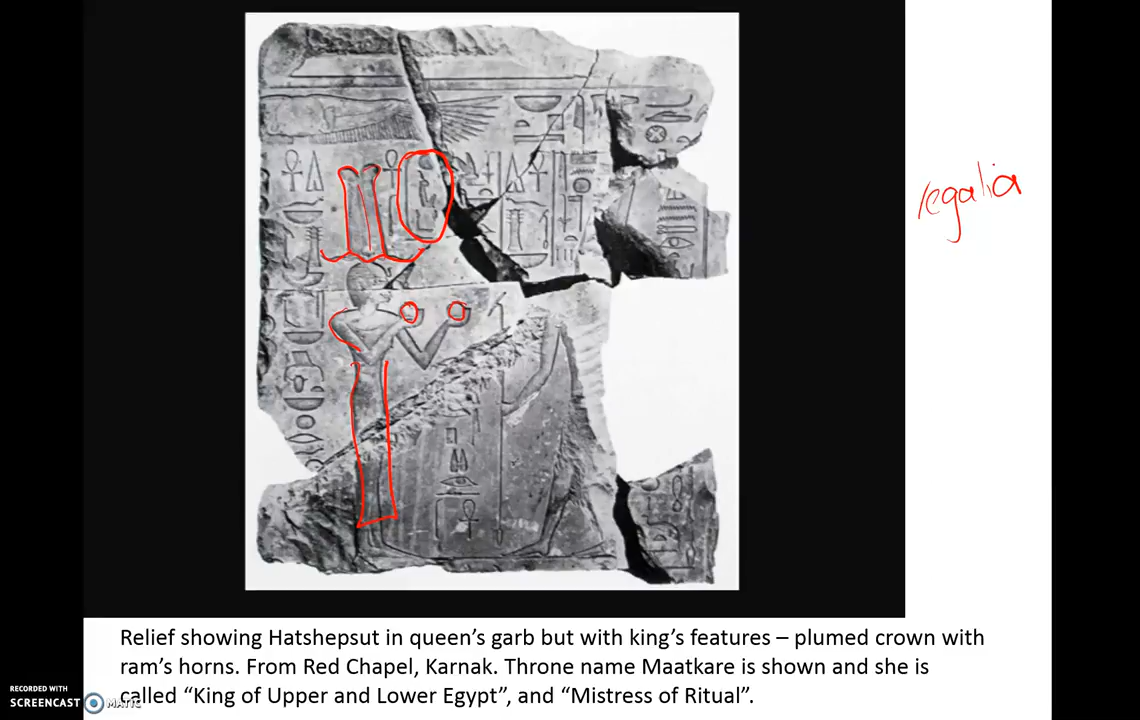 regalia
Relief showing Hatshepsut in queen's garb but with king's features – plumed crown with
ram's horns. From Red Chapel, Karnak. Throne name Maatkare is shown and she is
called "King of Upper and Lower Egypt", and "Mistress of Ritual".
RECORDED WITH
SCREENCAST MATIC